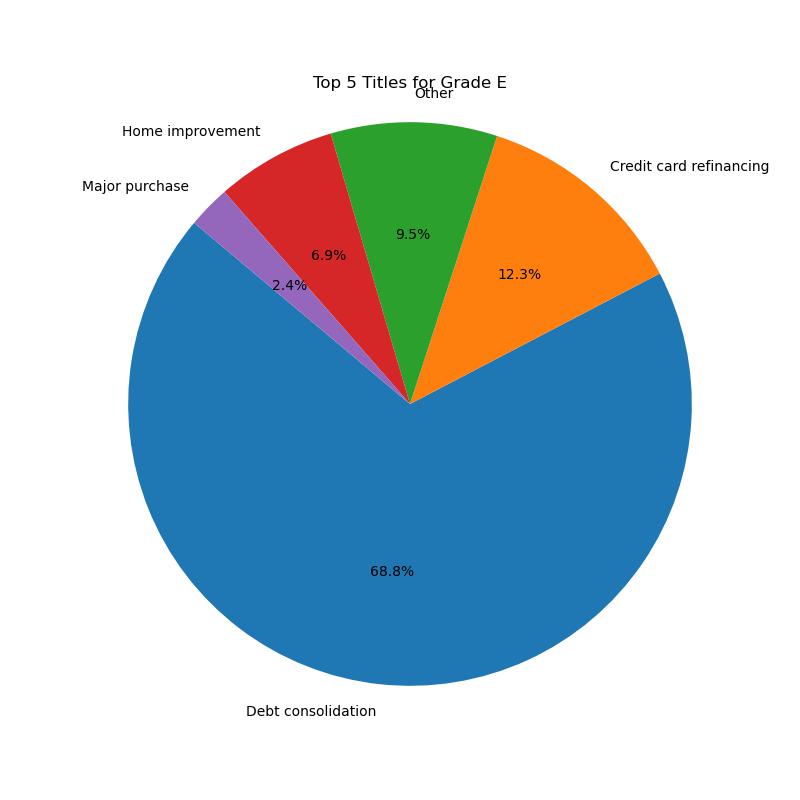 Top 5 Titles for Grade E
Other
Home improvement
Credit card refinancing
Major purchase
9.5%
6.9%
12.3%
2.4%
68.8%
Debt consolidation